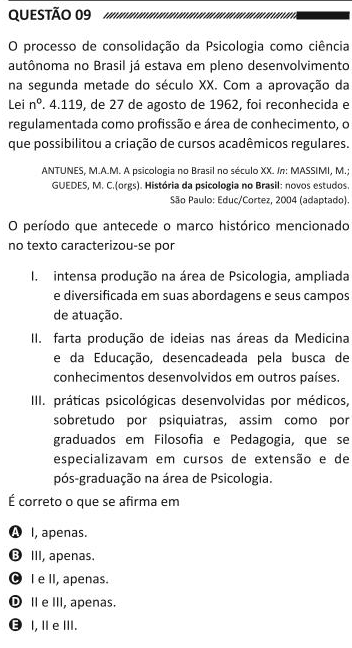 QUESTÃO 09
O processo de consolidação da Psicologia como ciência
autônoma no Brasil já estava em pleno desenvolvimento
na segunda metade do século XX. Com a aprovação da
Lei nº. 4.119, de 27 de agosto de 1962, foi reconhecida e
regulamentada como profissão e área de conhecimento, o
que possibilitou a criação de cursos acadêmicos regulares.
ANTUNES, M.A.M. A psicologia no Brasil no século XX. In: MASSIMI, M.;
GUEDES, M. C.(orgs). História da psicologia no Brasil: novos estudos.
São Paulo: Educ/Cortez, 2004 (adaptado).
O período que antecede o marco histórico mencionado
no texto caracterizou-se por
I. intensa produção na área de Psicologia, ampliada
e diversificada em suas abordagens e seus campos
de atuação.
II. farta produção de ideias nas áreas da Medicina
e da Educação, desencadeada pela busca de
conhecimentos desenvolvidos em outros países.
III. práticas psicológicas desenvolvidas por médicos,
sobretudo por psiquiatras, assim como por
graduados em Filosofia e Pedagogia, que se
especializavam em cursos de extensão e de
pós-graduação na área de Psicologia.
É correto o que se afirma em
A I, apenas.
B III, apenas.
C I e II, apenas.
D II e III, apenas.
E I, II e III.